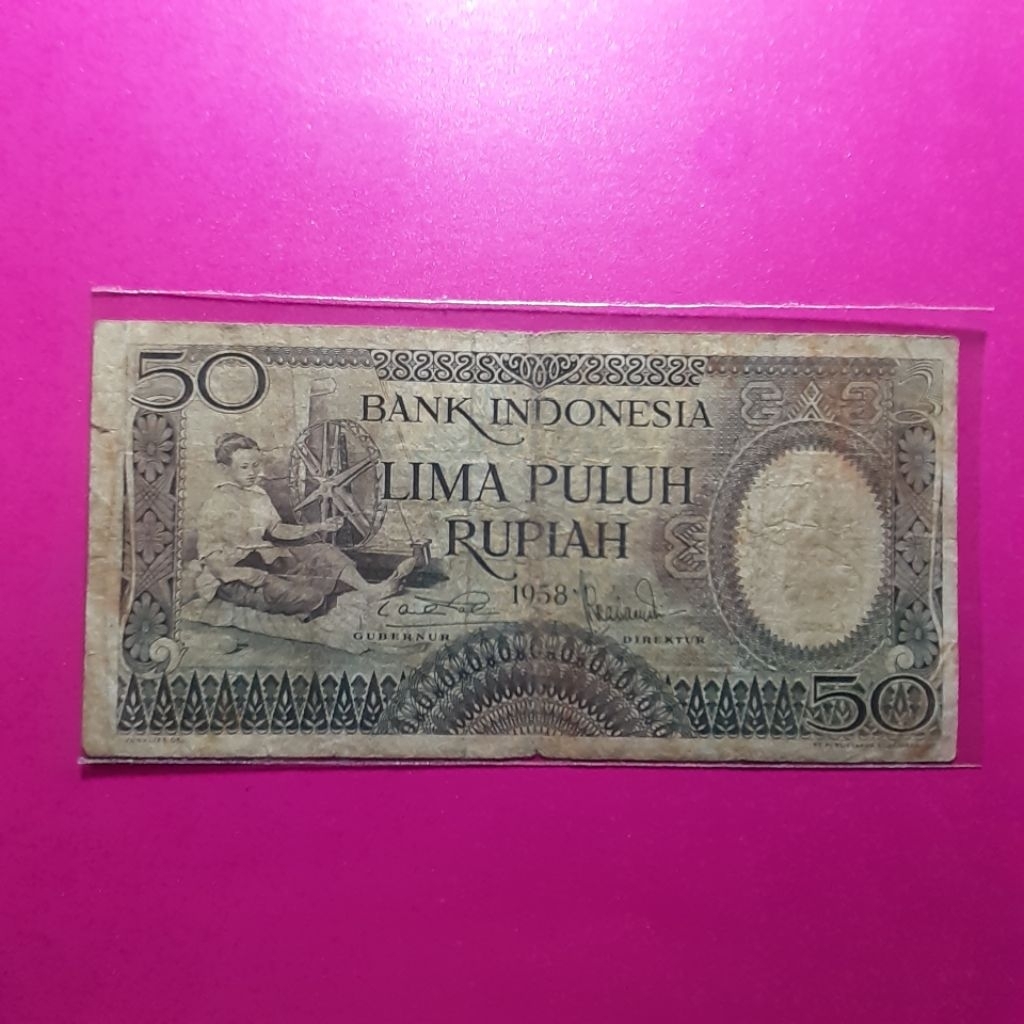 50
BANK INDONESIA
LIMA PULUH
RUPIAH
1958
GUBERNUR DIREKTUR
50